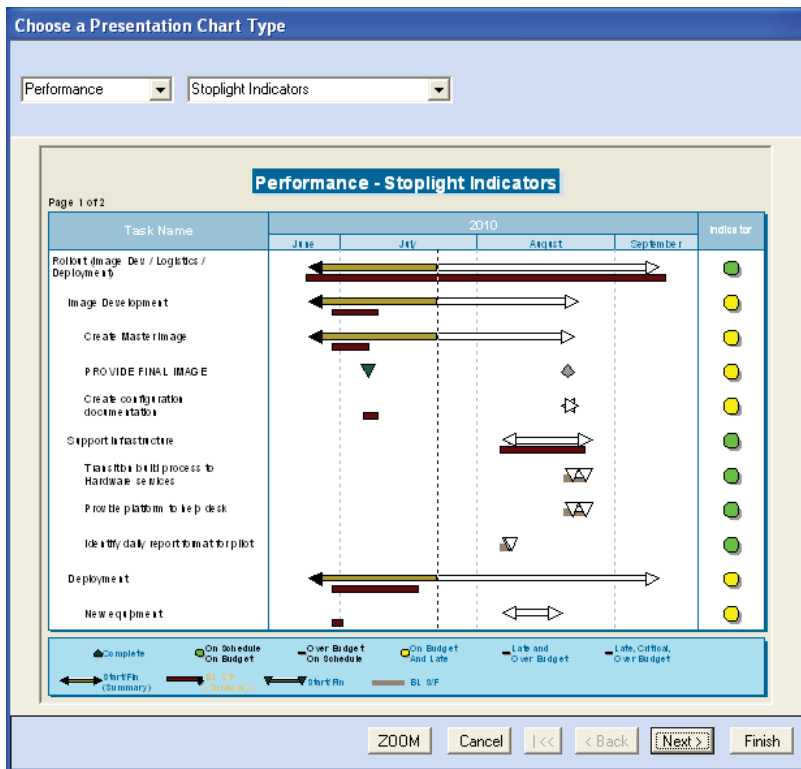 Choose a Presentation Chart Type
Performance
Stoplight Indicators
Performance - Stoplight Indicators
Page 1 of 2
Task Name
2010
Indicator
June
July
August
September
Rollout (Image Dev / Logistics /
Deployment)
Image Development
Create Master Image
PROVIDE FINAL IMAGE
Create configuration
documentation
Support Infrastructure
Transition build process to
Hardware services
Provide platform to help desk
Identify daily report format for pilot
Deployment
New equipment
Complete
On Schedule
On Budget
Over Budget
On Schedule
On Budget
And Late
Late and
Over Budget
Late, Critical,
Over Budget
Start/Fin
(Summary)
BL S/F
(Summary)
Start/Fin
BL S/F
ZOOM
Cancel
|<<
< Back
Next >
Finish